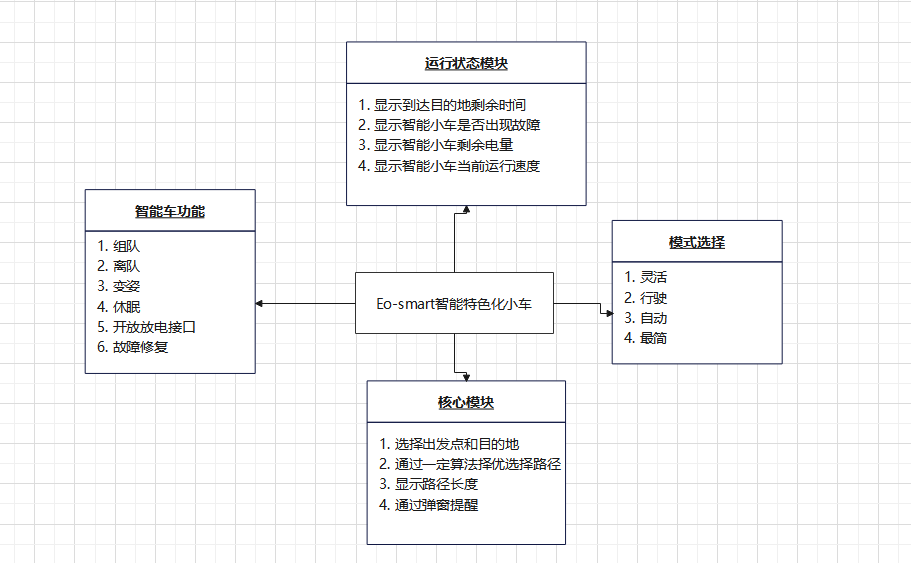 运行状态模块
1. 显示到达目的地剩余时间
2. 显示智能小车是否出现故障
3. 显示智能小车剩余电量
4. 显示智能小车当前运行速度
智能车功能
1. 组队
2. 离队
3. 变姿
4. 休眠
5. 开放放电接口
6. 故障修复
Eo-smart智能特色化小车
模式选择
1. 灵活
2. 行驶
3. 自动
4. 最简
核心模块
1. 选择出发点和目的地
2. 通过一定算法择优选择路径
3. 显示路径长度
4. 通过弹窗提醒